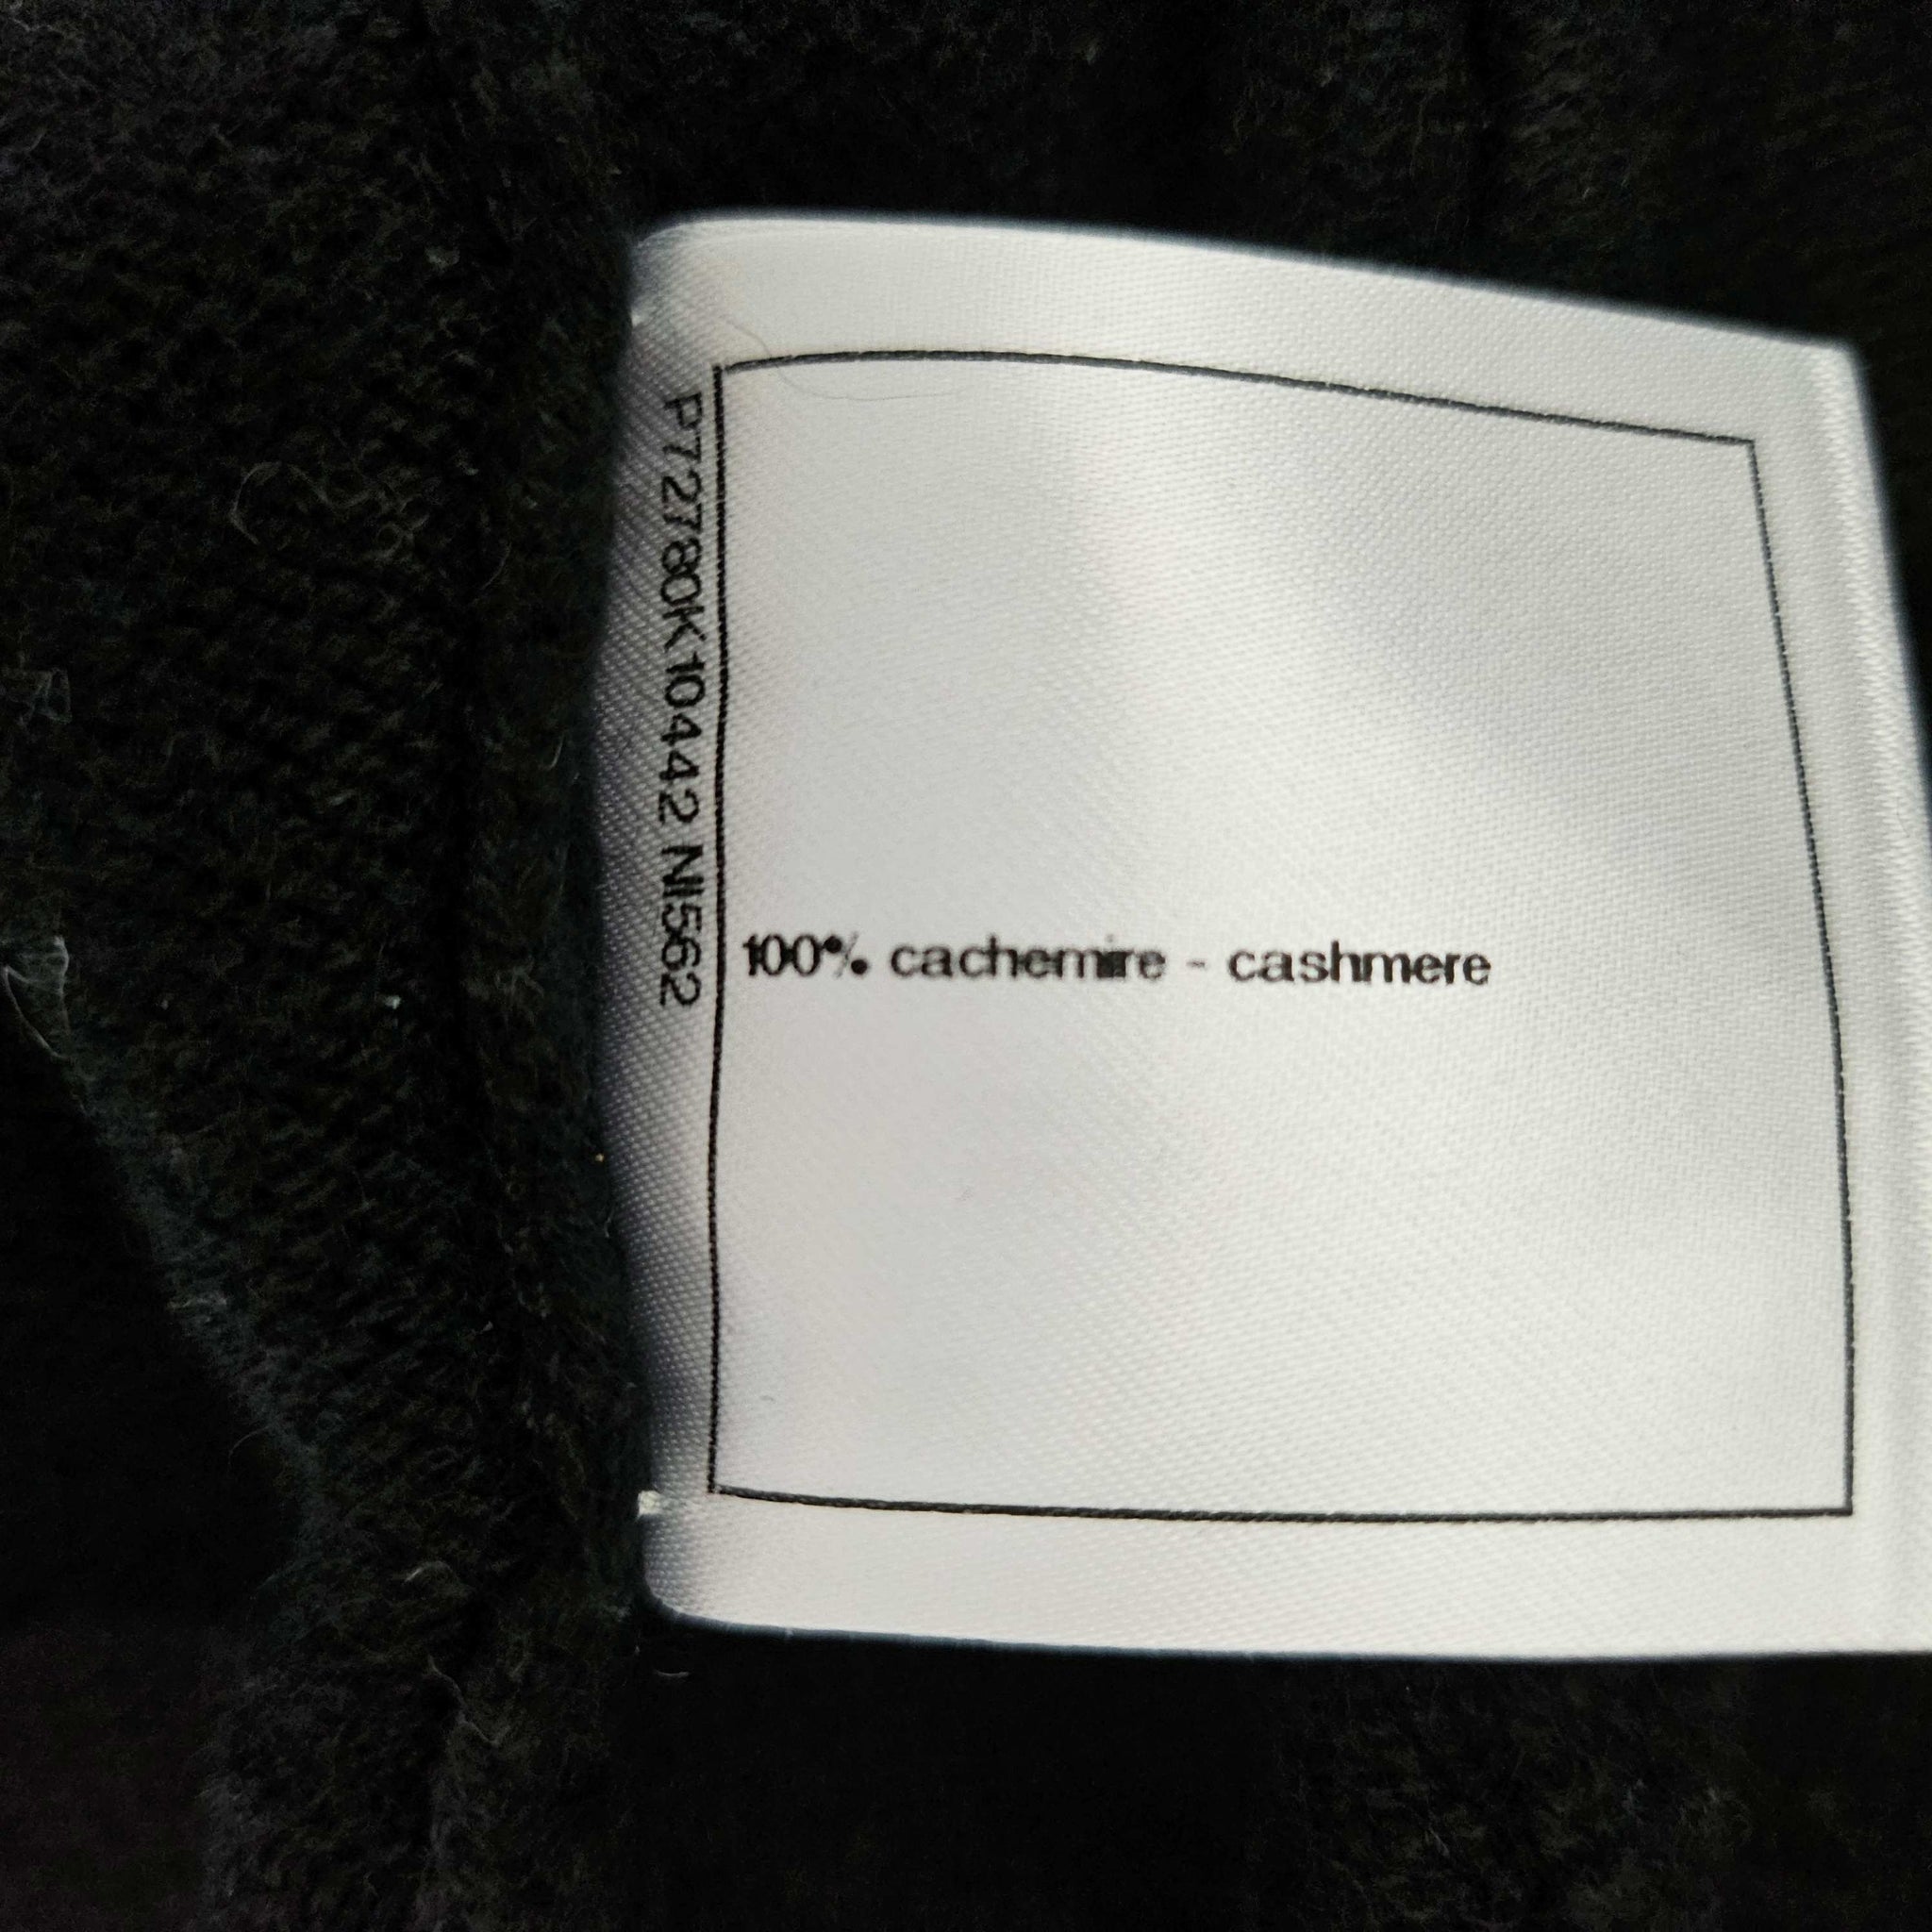 P72780K10442 NI562
100% cachemire - cashmere